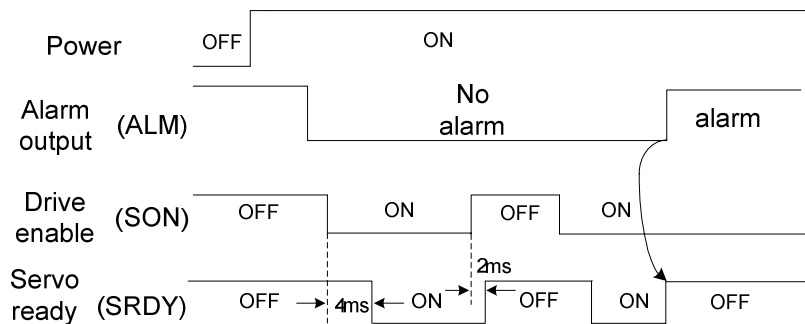 Power OFF ON
Alarm output (ALM) No alarm alarm
Drive enable (SON) OFF ON OFF ON
2ms
Servo ready (SRDY) OFF 4ms ON OFF ON OFF